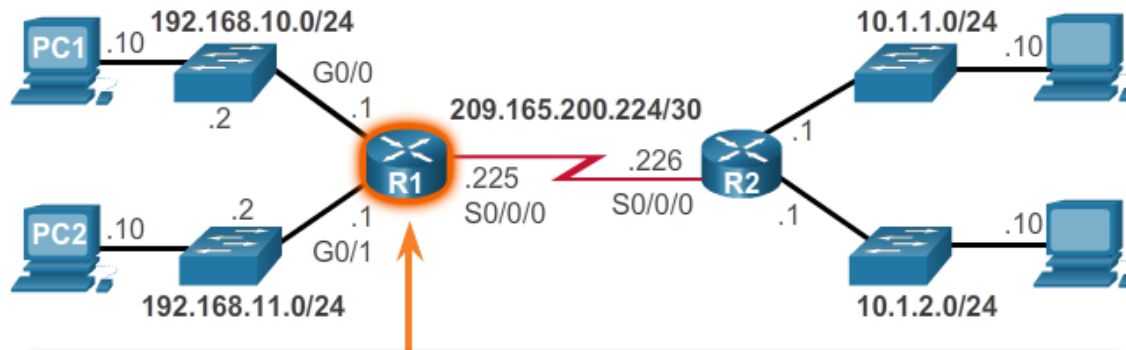 192.168.10.0/24
10.1.1.0/24
PC1
.10
.10
G0/0
.2
.1
209.165.200.224/30
.1
R1
.225
S0/0/0
.226
S0/0/0
R2
PC2
.10
.2
.1
G0/1
.1
.10
192.168.11.0/24
10.1.2.0/24